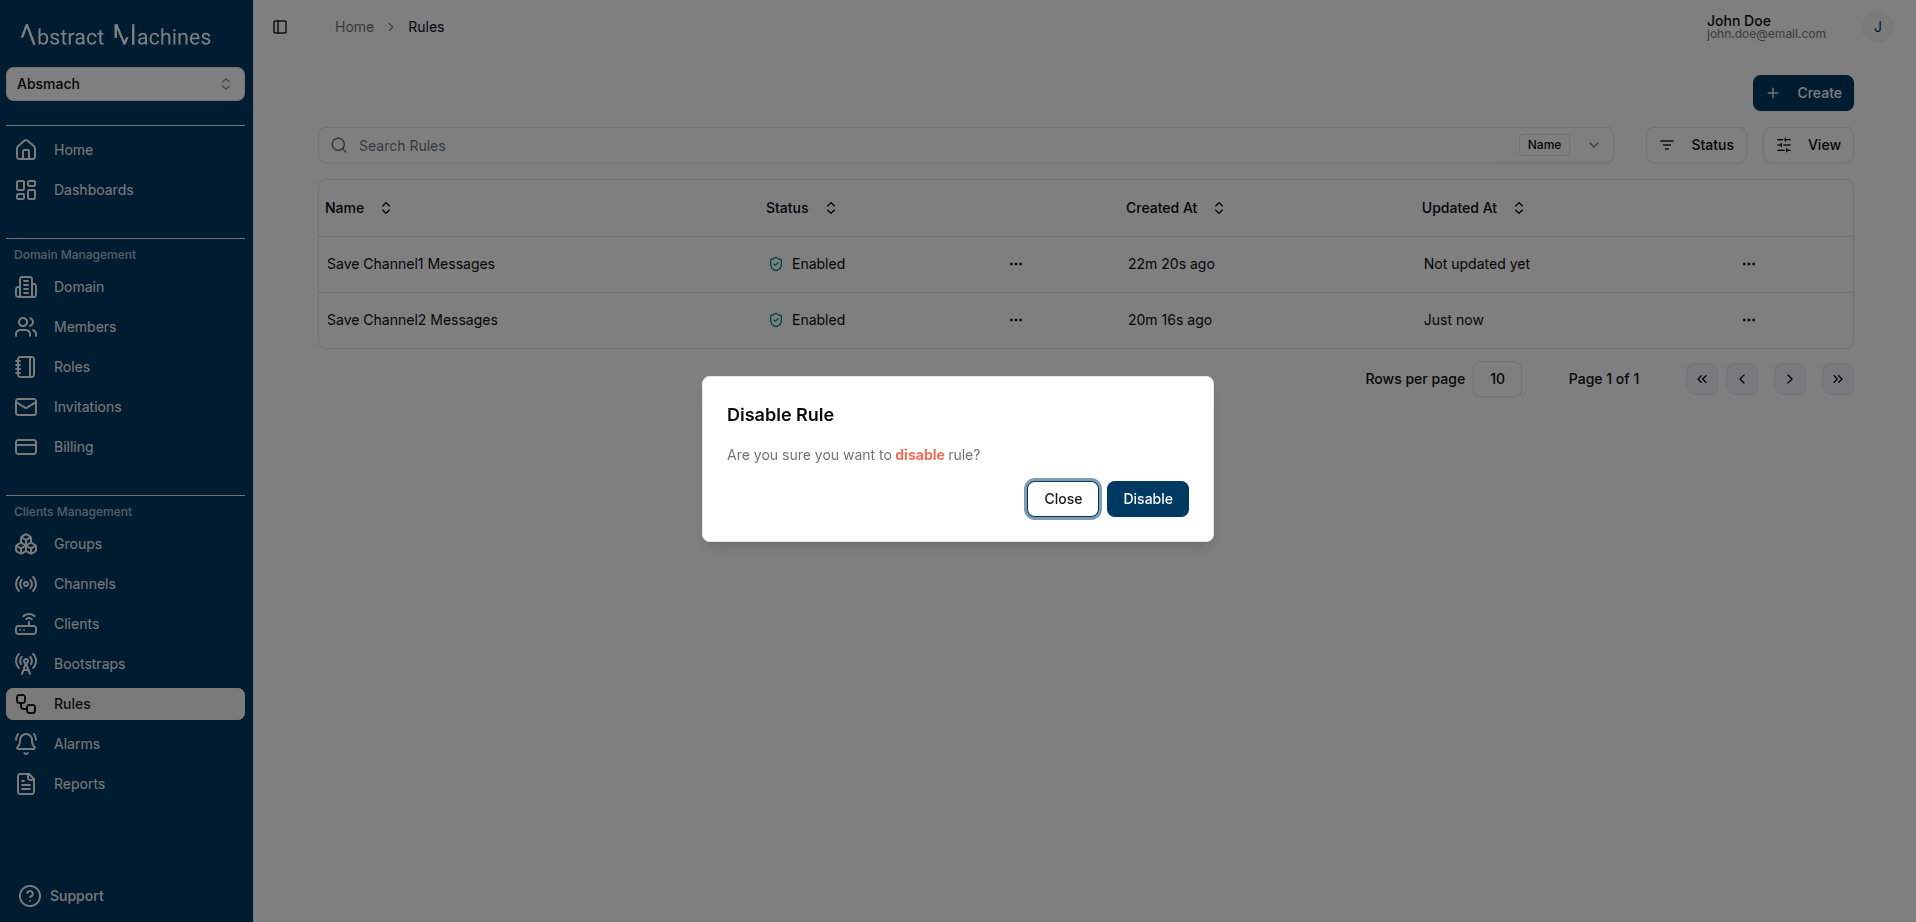 Abstract Machines
Absmach
Home
Dashboards
Domain Management
Domain
Members
Roles
Invitations
Billing
Clients Management
Groups
Channels
Clients
Bootstraps
Rules
Alarms
Reports
Support
Home > Rules
John Doe
john.doe@email.com
J
+ Create
Search Rules Name
Status
View
Name Status Created At Updated At
Save Channel1 Messages Enabled ... 22m 20s ago Not updated yet ...
Save Channel2 Messages Enabled ... 20m 16s ago Just now ...
Rows per page 10 Page 1 of 1
Disable Rule
Are you sure you want to disable rule?
Close Disable